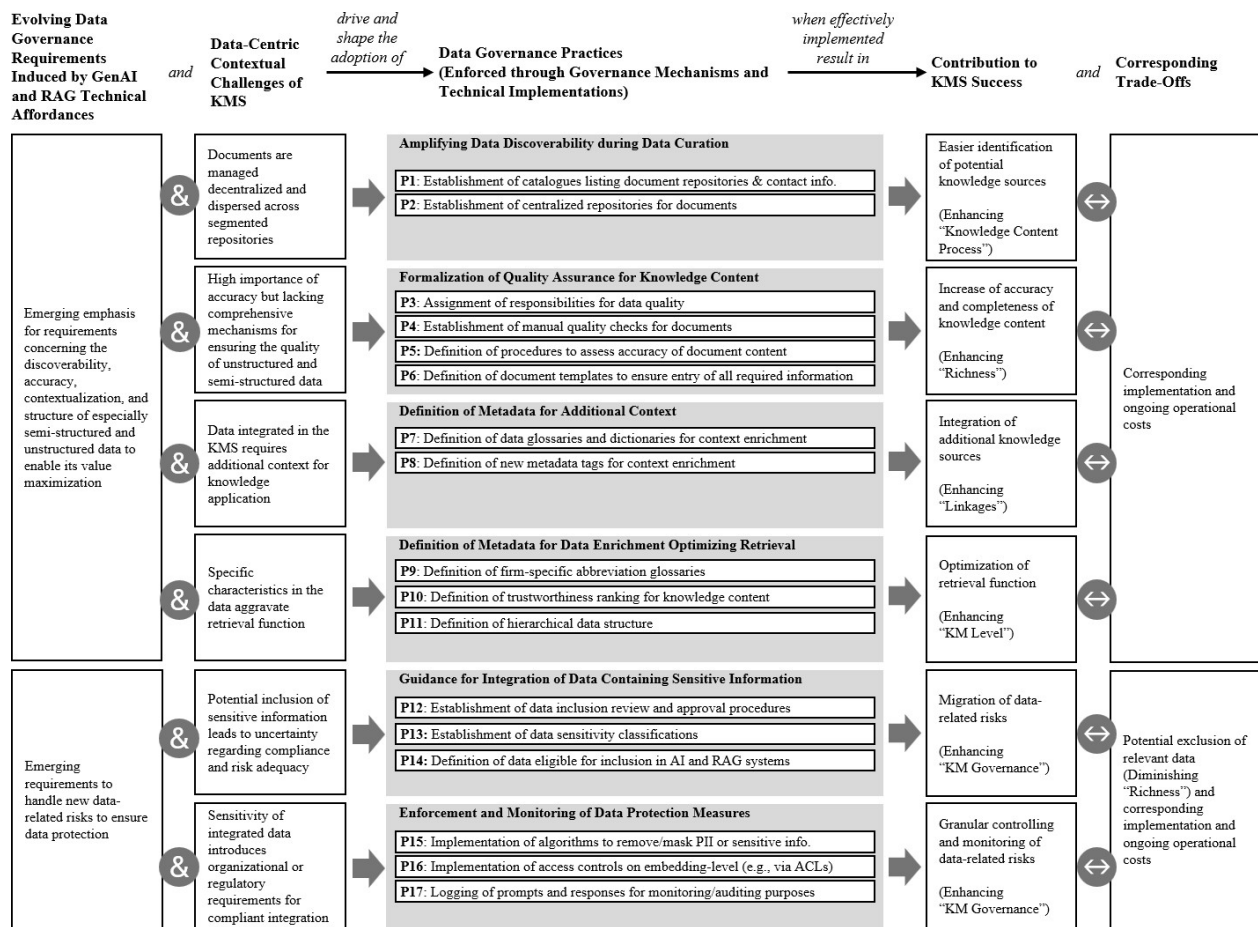 Evolving Data
Governance
Requirements
Induced by GenAI
and RAG Technical
Affordances
and
Data-Centric
Contextual
Challenges of
KMS
drive and
shape the
adoption of
Data Governance Practices
(Enforced through Governance Mechanisms and
Technical Implementations)
when effectively
implemented
result in
Contribution to
KMS Success
and
Corresponding
Trade-Offs
Emerging emphasis
for requirements
concerning the
discoverability,
accuracy,
contextualization, and
structure of especially
semi-structured and
unstructured data to
enable its value
maximization
&
Documents are
managed
decentralized and
dispersed across
segmented
repositories
Amplifying Data Discoverability during Data Curation
P1: Establishment of catalogues listing document repositories & contact info.
P2: Establishment of centralized repositories for documents
Easier identification
of potential
knowledge sources
(Enhancing
“Knowledge Content
Process”)
&
High importance of
accuracy but lacking
comprehensive
mechanisms for
ensuring the quality
of unstructured and
semi-structured data
Formalization of Quality Assurance for Knowledge Content
P3: Assignment of responsibilities for data quality
P4: Establishment of manual quality checks for documents
P5: Definition of procedures to assess accuracy of document content
P6: Definition of document templates to ensure entry of all required information
Increase of accuracy
and completeness of
knowledge content
(Enhancing
“Richness”)
&
Data integrated in the
KMS requires
additional context for
knowledge
application
Definition of Metadata for Additional Context
P7: Definition of data glossaries and dictionaries for context enrichment
P8: Definition of new metadata tags for context enrichment
Integration of
additional knowledge
sources
(Enhancing
“Linkages”)
&
Specific
characteristics in the
data aggravate
retrieval function
Definition of Metadata for Data Enrichment Optimizing Retrieval
P9: Definition of firm-specific abbreviation glossaries
P10: Definition of trustworthiness ranking for knowledge content
P11: Definition of hierarchical data structure
Optimization of
retrieval function
(Enhancing
“KM Level”)
Corresponding
implementation and
ongoing operational
costs
Emerging
requirements to
handle new data-
related risks to ensure
data protection
&
Potential inclusion of
sensitive information
leads to uncertainty
regarding compliance
and risk adequacy
Guidance for Integration of Data Containing Sensitive Information
P12: Establishment of data inclusion review and approval procedures
P13: Establishment of data sensitivity classifications
P14: Definition of data eligible for inclusion in AI and RAG systems
Migration of data-
related risks
(Enhancing
“KM Governance”)
&
Sensitivity of
integrated data
introduces
organizational or
regulatory
requirements for
compliant integration
Enforcement and Monitoring of Data Protection Measures
P15: Implementation of algorithms to remove/mask PII or sensitive info.
P16: Implementation of access controls on embedding-level (e.g., via ACLs)
P17: Logging of prompts and responses for monitoring/auditing purposes
Granular controlling
and monitoring of
data-related risks
(Enhancing
“KM Governance”)
Potential exclusion of
relevant data
(Diminishing
“Richness”) and
corresponding
implementation and
ongoing operational
costs